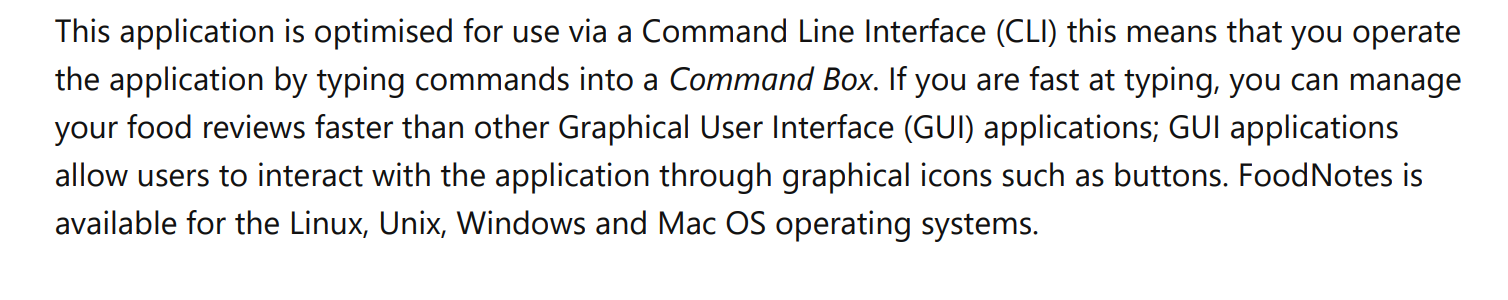 This application is optimised for use via a Command Line Interface (CLI) this means that you operate
the application by typing commands into a Command Box. If you are fast at typing, you can manage
your food reviews faster than other Graphical User Interface (GUI) applications; GUI applications
allow users to interact with the application through graphical icons such as buttons. FoodNotes is
available for the Linux, Unix, Windows and Mac OS operating systems.